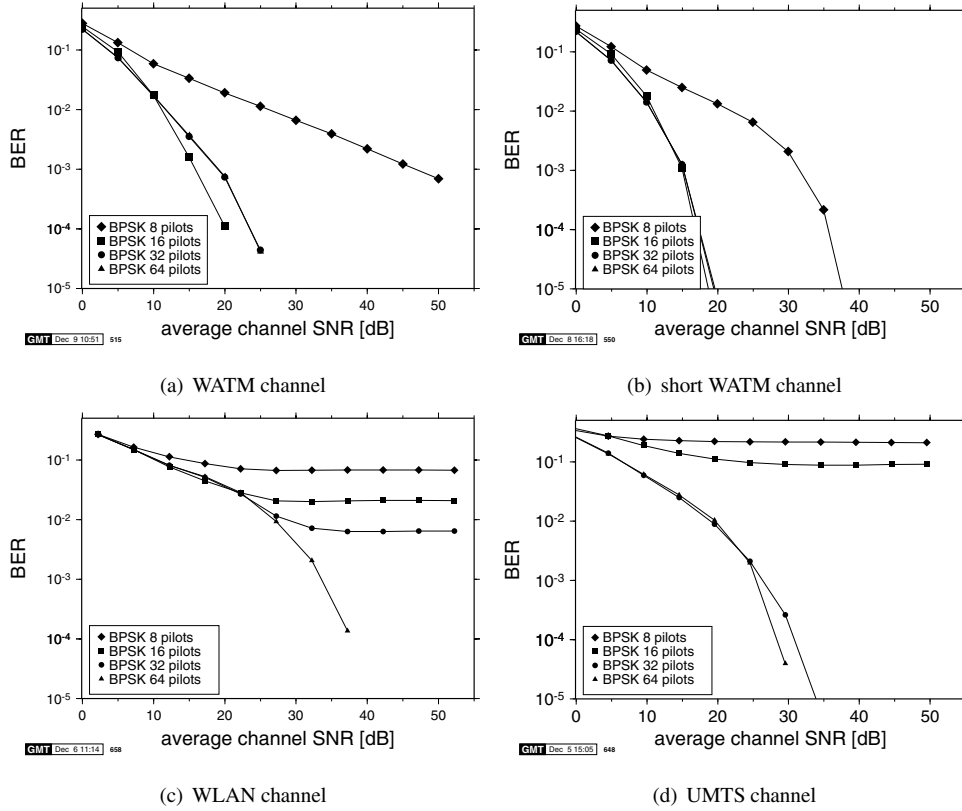 10⁻¹
10⁻²
10⁻³
10⁻⁴
10⁻⁵
BER
BPSK 8 pilots
BPSK 16 pilots
BPSK 32 pilots
BPSK 64 pilots
0 10 20 30 40 50
average channel SNR [dB]
GMT Dec 9 10:51 515
(a) WATM channel
10⁻¹
10⁻²
10⁻³
10⁻⁴
10⁻⁵
BER
BPSK 8 pilots
BPSK 16 pilots
BPSK 32 pilots
BPSK 64 pilots
0 10 20 30 40 50
average channel SNR [dB]
GMT Dec 8 16:18 550
(b) short WATM channel
10⁻¹
10⁻²
10⁻³
10⁻⁴
10⁻⁵
BER
BPSK 8 pilots
BPSK 16 pilots
BPSK 32 pilots
BPSK 64 pilots
0 10 20 30 40 50
average channel SNR [dB]
GMT Dec 6 11:14 658
(c) WLAN channel
10⁻¹
10⁻²
10⁻³
10⁻⁴
10⁻⁵
BER
BPSK 8 pilots
BPSK 16 pilots
BPSK 32 pilots
BPSK 64 pilots
0 10 20 30 40 50
average channel SNR [dB]
GMT Dec 5 15:05 648
(d) UMTS channel